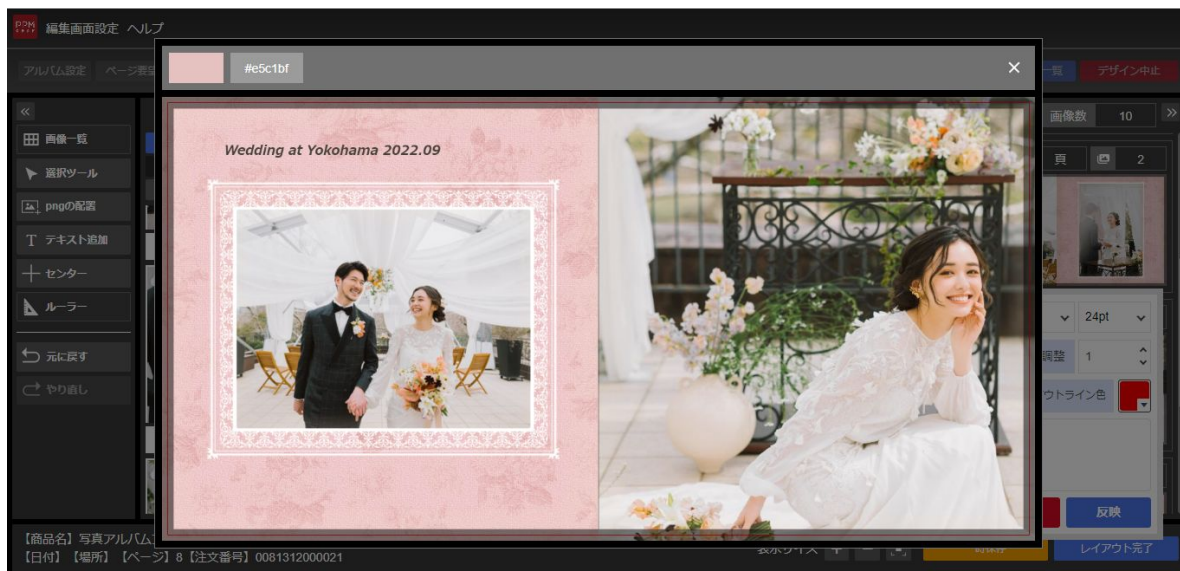 編集画面設定 ヘルプ
アルバム設定
#e5c1bf
×
デザイン中止
画像数 10
頁 2
画像一覧
選択ツール
pngの配置
テキスト追加
センター
ルーラー
元に戻す
やり直し
Wedding at Yokohama 2022.09
24pt
調整 1
ウトライン色
反映
【商品名】写真アルバム
【日付】【場所】【ページ】8【注文番号】0081312000021
表示サイズ
レイアウト完了